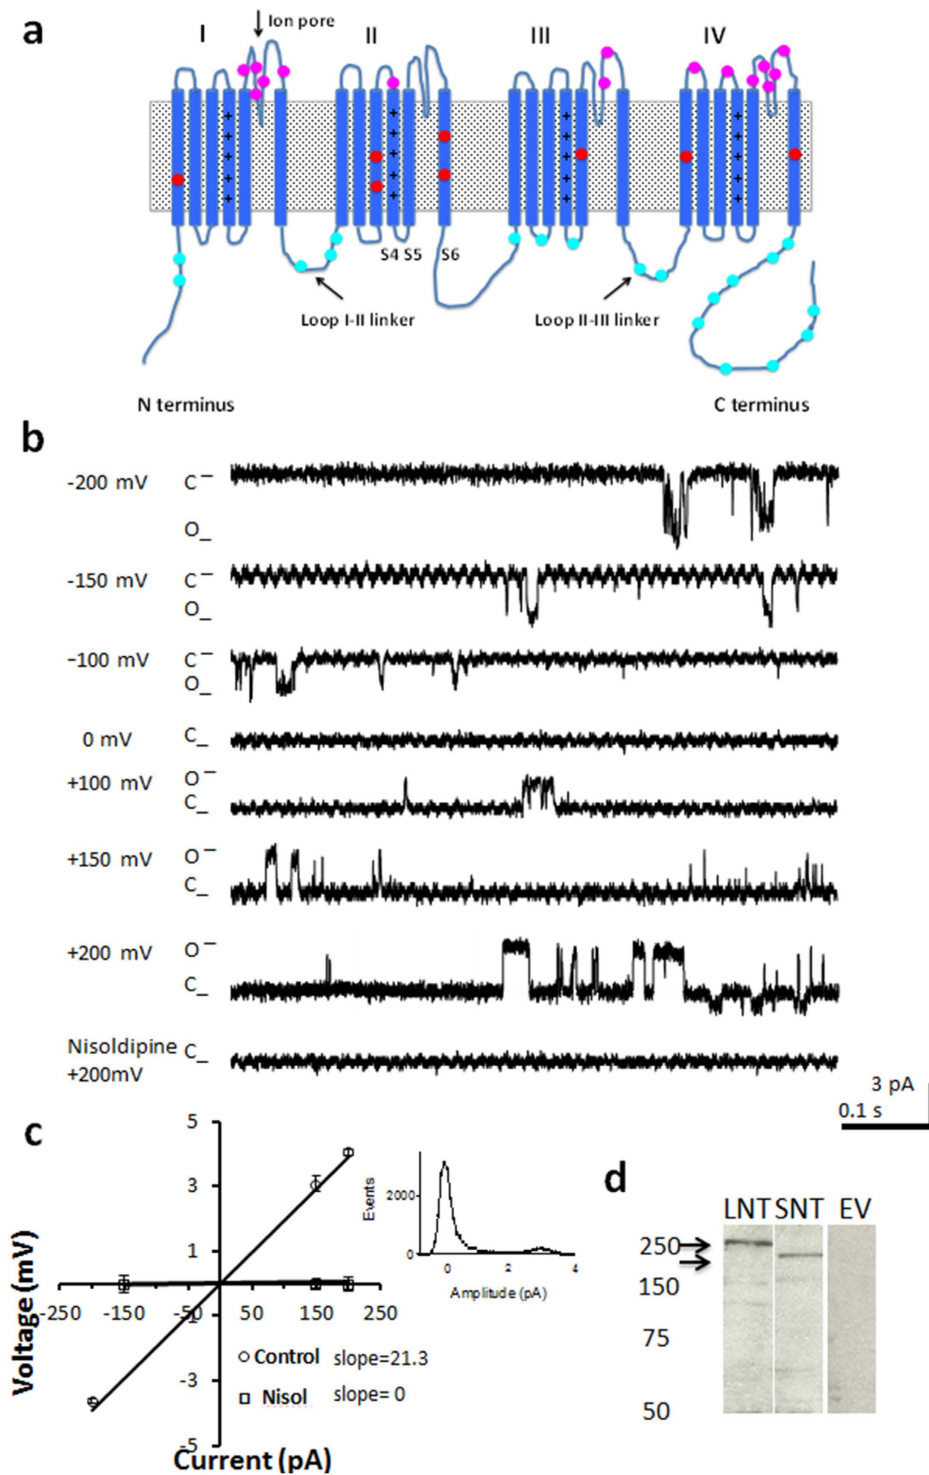 a
Ion pore
I II III IV
+ + + +
+ + + +
+ + + +
+ + + +
+ + + +
+ + + +
S4 S5 S6
Loop I-II linker
Loop II-III linker
N terminus
C terminus
b
-200 mV C
O
-150 mV C
O
-100 mV C
O
0 mV C
+100 mV O
C
+150 mV O
C
+200 mV O
C
Nisoldipine C
+200mV
3 pA
0.1 s
c
Voltage (mV)
5
3
1
-1
-3
-5
-250 -150 -50 50 150 250
Current (pA)
Control slope=21.3
Nisol slope= 0
Events
2000
0
0 2 4
Amplitude (pA)
d
LNT SNT EV
250
150
75
50